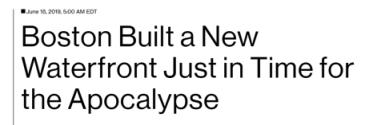 June 18, 2019, 5:00 AM EDT
Boston Built a New
Waterfront Just in Time for
the Apocalypse